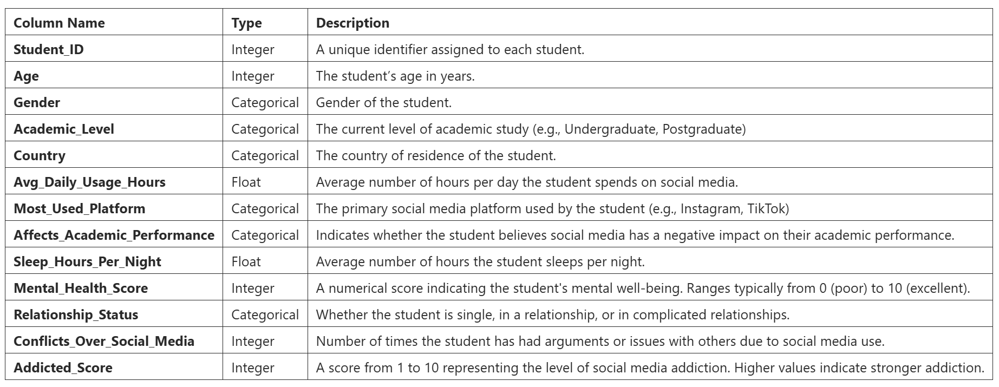 Column Name Type Description
Student_ID Integer A unique identifier assigned to each student.
Age Integer The student’s age in years.
Gender Categorical Gender of the student.
Academic_Level Categorical The current level of academic study (e.g., Undergraduate, Postgraduate)
Country Categorical The country of residence of the student.
Avg_Daily_Usage_Hours Float Average number of hours per day the student spends on social media.
Most_Used_Platform Categorical The primary social media platform used by the student (e.g., Instagram, TikTok)
Affects_Academic_Performance Categorical Indicates whether the student believes social media has a negative impact on their academic performance.
Sleep_Hours_Per_Night Float Average number of hours the student sleeps per night.
Mental_Health_Score Integer A numerical score indicating the student's mental well-being. Ranges typically from 0 (poor) to 10 (excellent).
Relationship_Status Categorical Whether the student is single, in a relationship, or in complicated relationships.
Conflicts_Over_Social_Media Integer Number of times the student has had arguments or issues with others due to social media use.
Addicted_Score Integer A score from 1 to 10 representing the level of social media addiction. Higher values indicate stronger addiction.